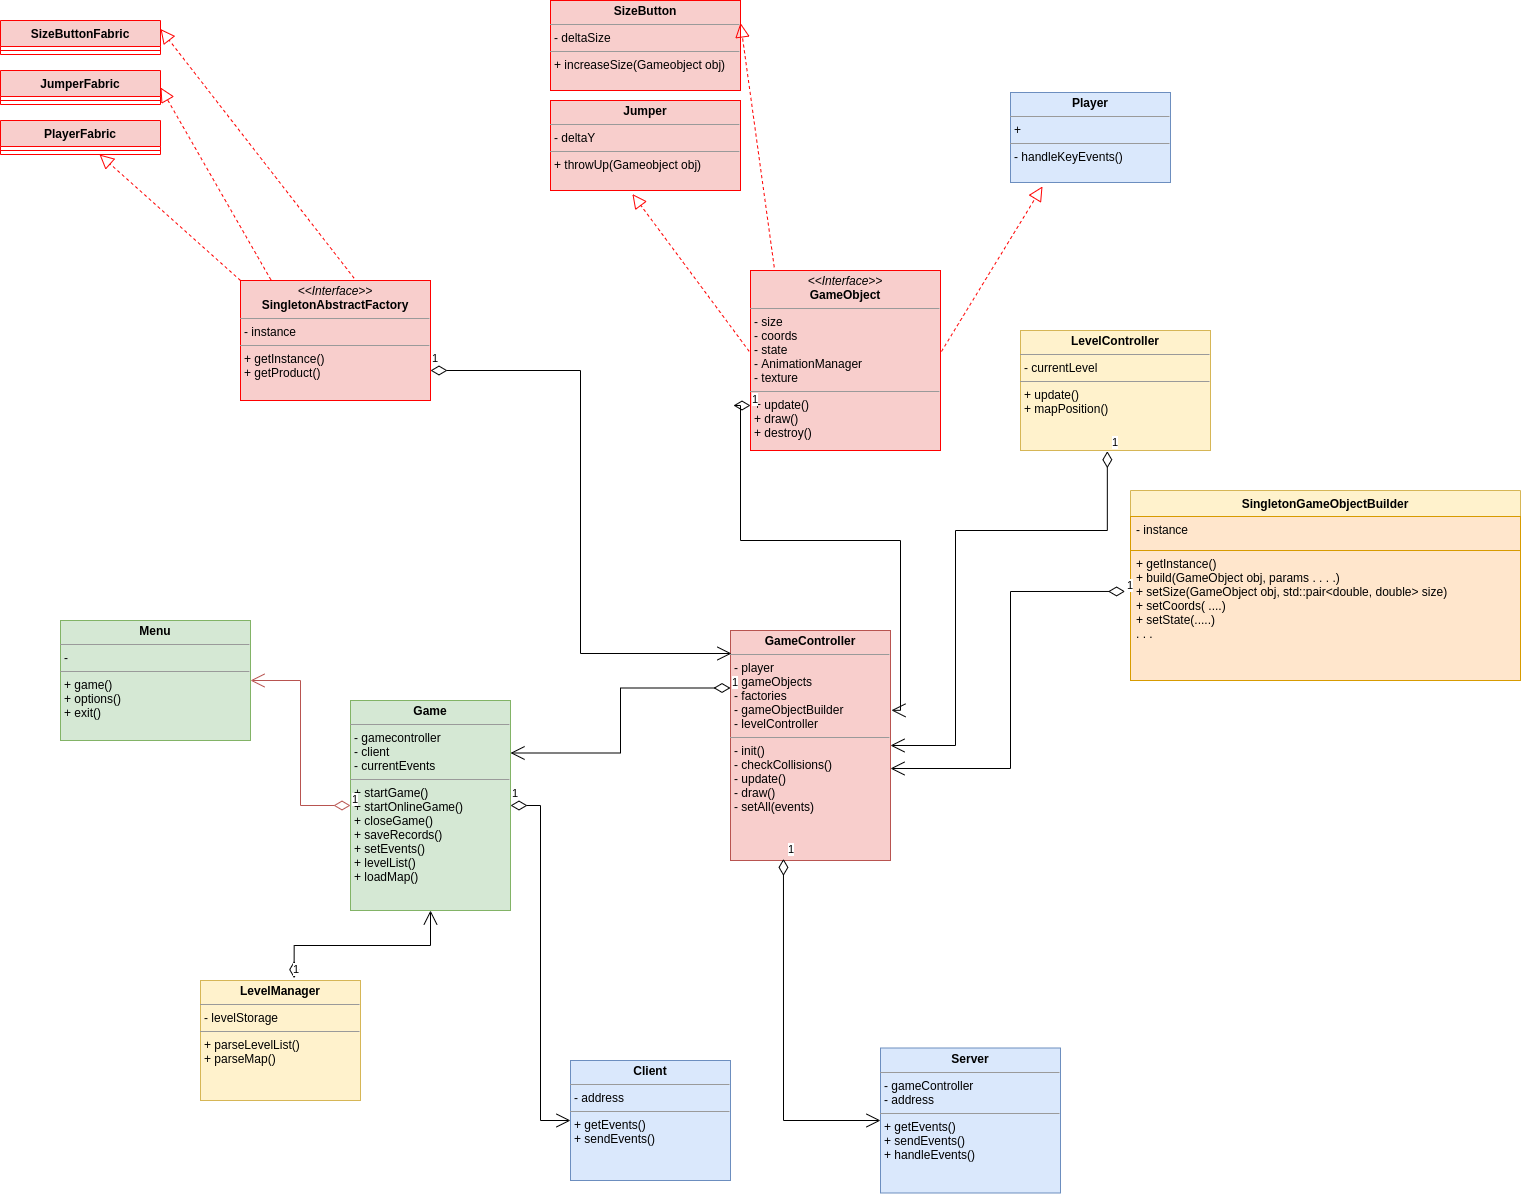 SizeButtonFabric
JumperFabric
PlayerFabric
SizeButton
- deltaSize
+ increaseSize(Gameobject obj)
Jumper
- deltaY
+ throwUp(Gameobject obj)
Player
+
- handleKeyEvents()
<<Interface>>
SingletonAbstractFactory
- instance
+ getInstance()
+ getProduct()
1
<<Interface>>
GameObject
- size
- coords
- state
- AnimationManager
- texture
+ update()
+ draw()
+ destroy()
1
LevelController
- currentLevel
+ update()
+ mapPosition()
1
SingletonGameObjectBuilder
- instance
+ getInstance()
+ build(GameObject obj, params . . . .)
+ setSize(GameObject obj, std::pair<double, double> size)
+ setCoords( ....)
+ setState(.....)
. . .
1
Menu
-
+ game()
+ options()
+ exit()
Game
- gamecontroller
- client
- currentEvents
+ startGame()
+ startOnlineGame()
+ closeGame()
+ saveRecords()
+ setEvents()
+ levelList()
+ loadMap()
1
1
GameController
- player
- gameObjects
- factories
- gameObjectBuilder
- levelController
- init()
- checkCollisions()
- update()
- draw()
- setAll(events)
1
1
LevelManager
- levelStorage
+ parseLevelList()
+ parseMap()
1
Client
- address
+ getEvents()
+ sendEvents()
Server
- gameController
- address
+ getEvents()
+ sendEvents()
+ handleEvents()